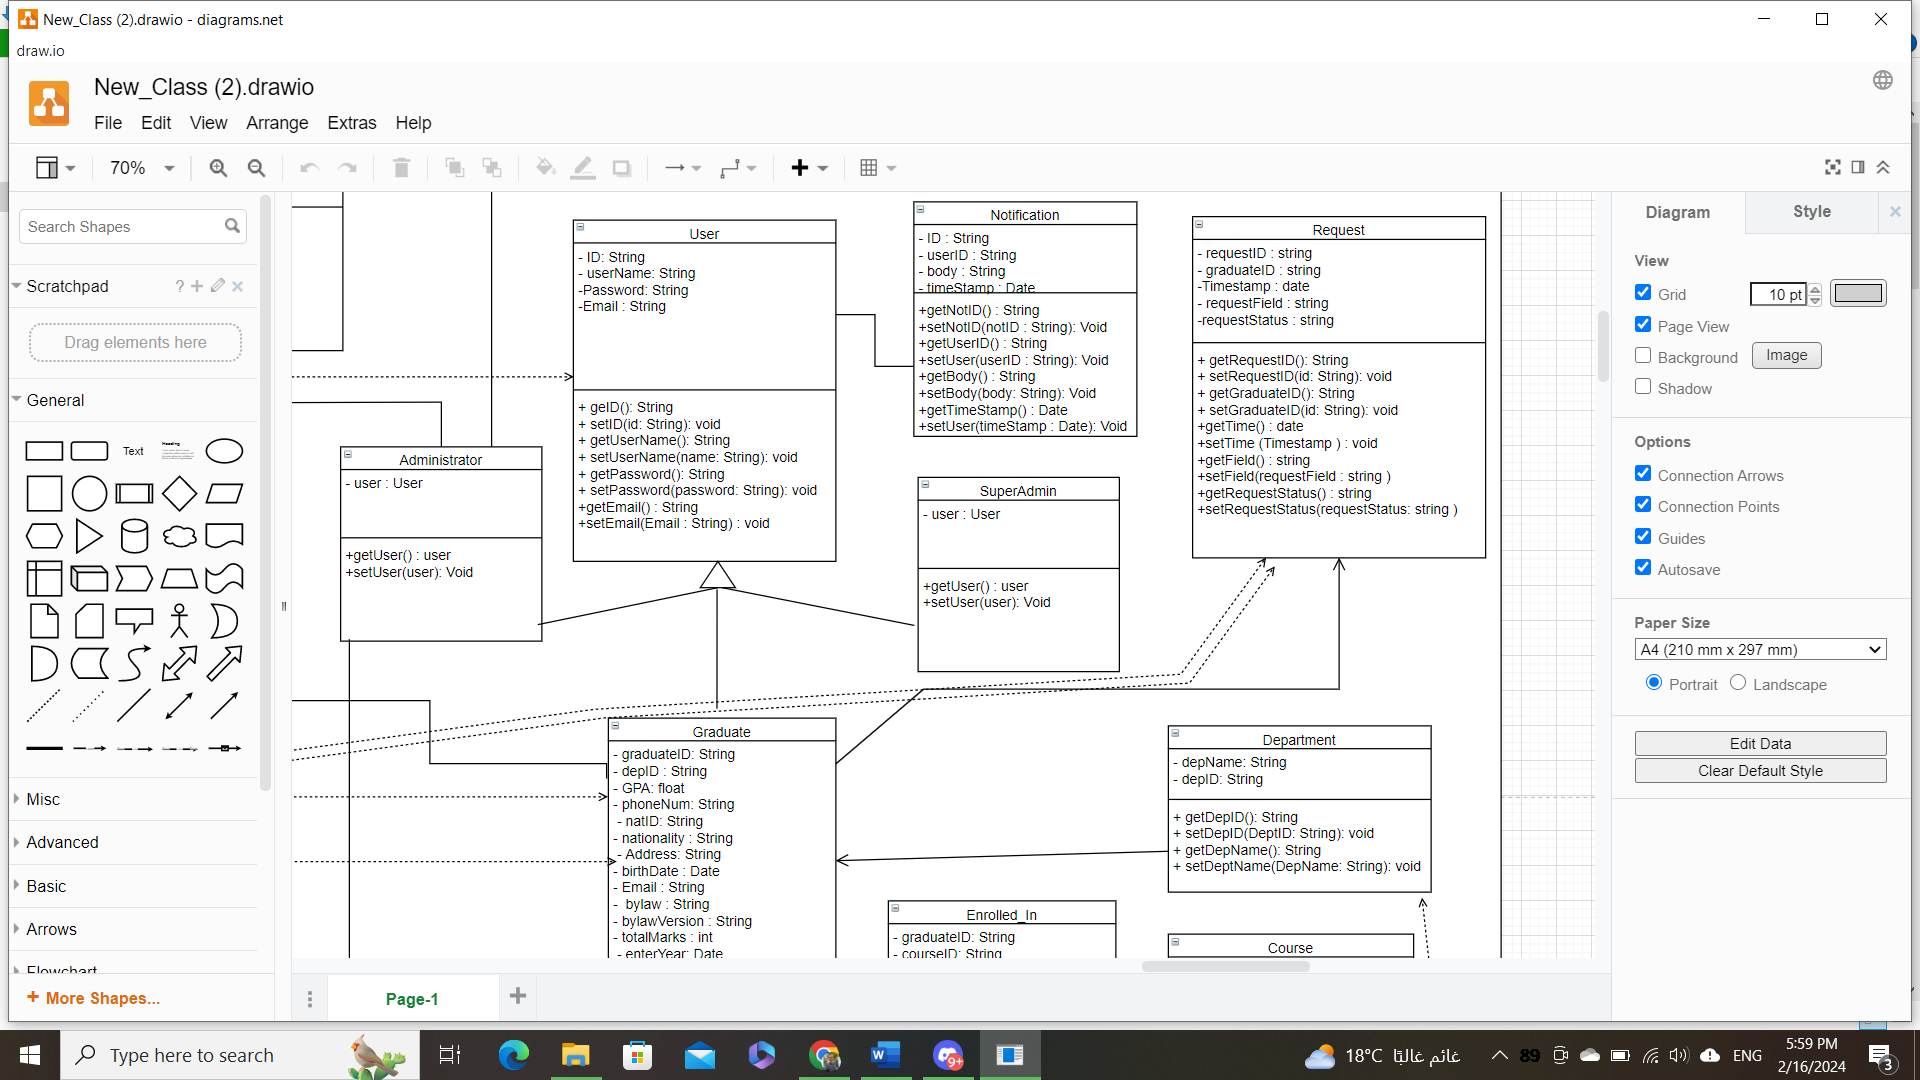 New_Class (2).drawio - diagrams.net
draw.io
New_Class (2).drawio
File Edit View Arrange Extras Help
70%
Search Shapes
Scratchpad
?
Drag elements here
General
Text
Heading
Misc
Advanced
Basic
Arrows
Flowchart
+ More Shapes...
User
- ID: String
- userName: String
-Password: String
-Email : String
+ geID(): String
+ setID(id: String): void
+ getUserName(): String
+ setUserName(name: String): void
+ getPassword(): String
+ setPassword(password: String): void
+getEmail() : String
+setEmail(Email : String) : void
Notification
- ID : String
- userID : String
- body : String
- timeStamp : Date
+getNotID() : String
+setNotID(notID : String): Void
+getUserID() : String
+setUser(userID : String): Void
+getBody() : String
+setBody(body: String): Void
+getTimeStamp() : Date
+setUser(timeStamp : Date): Void
Request
- requestID : string
- graduateID : string
-Timestamp : date
- requestField : string
-requestStatus : string
+ getRequestID(): String
+ setRequestID(id: String): void
+ getGraduateID(): String
+ setGraduateID(id: String): void
+getTime() : date
+setTime (Timestamp ) : void
+getField() : string
+setField(requestField : string )
+getRequestStatus() : string
+setRequestStatus(requestStatus: string )
Administrator
- user : User
+getUser() : user
+setUser(user): Void
SuperAdmin
- user : User
+getUser() : user
+setUser(user): Void
Graduate
- graduateID: String
- depID : String
- GPA: float
- phoneNum: String
- natID: String
- nationality : String
- Address: String
- birthDate : Date
- Email : String
- bylaw : String
- bylawVersion : String
- totalMarks : int
- enterYear: Date
Department
- depName: String
- depID: String
+ getDepID(): String
+ setDepID(DeptID: String): void
+ getDepName(): String
+ setDeptName(DepName: String): void
Enrolled_In
- graduateID: String
- courseID: String
Course
Page-1
Diagram Style
View
Grid
10 pt
Page View
Background
Image
Shadow
Options
Connection Arrows
Connection Points
Guides
Autosave
Paper Size
A4 (210 mm x 297 mm)
Portrait Landscape
Edit Data
Clear Default Style
Type here to search
9+
18°C غائم غالبًا
89
ENG
5:59 PM
2/16/2024
3